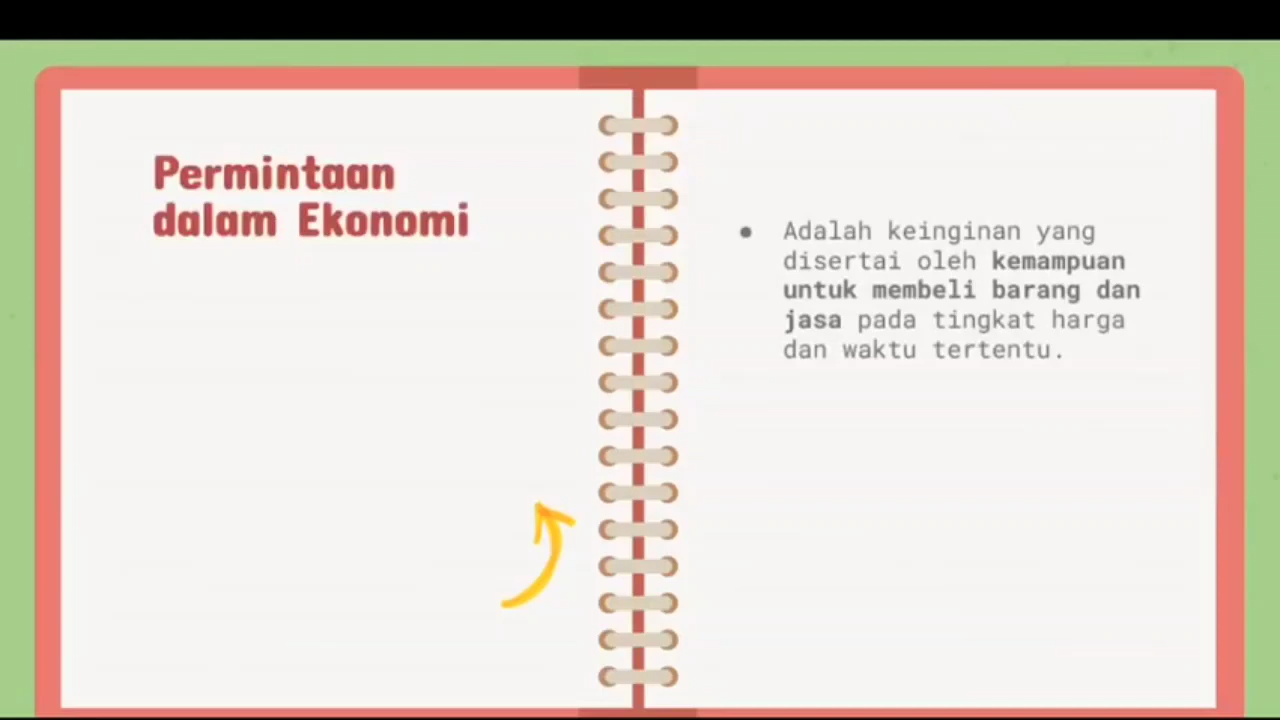 Permintaan
dalam Ekonomi
● Adalah keinginan yang
disertai oleh kemampuan
untuk membeli barang dan
jasa pada tingkat harga
dan waktu tertentu.